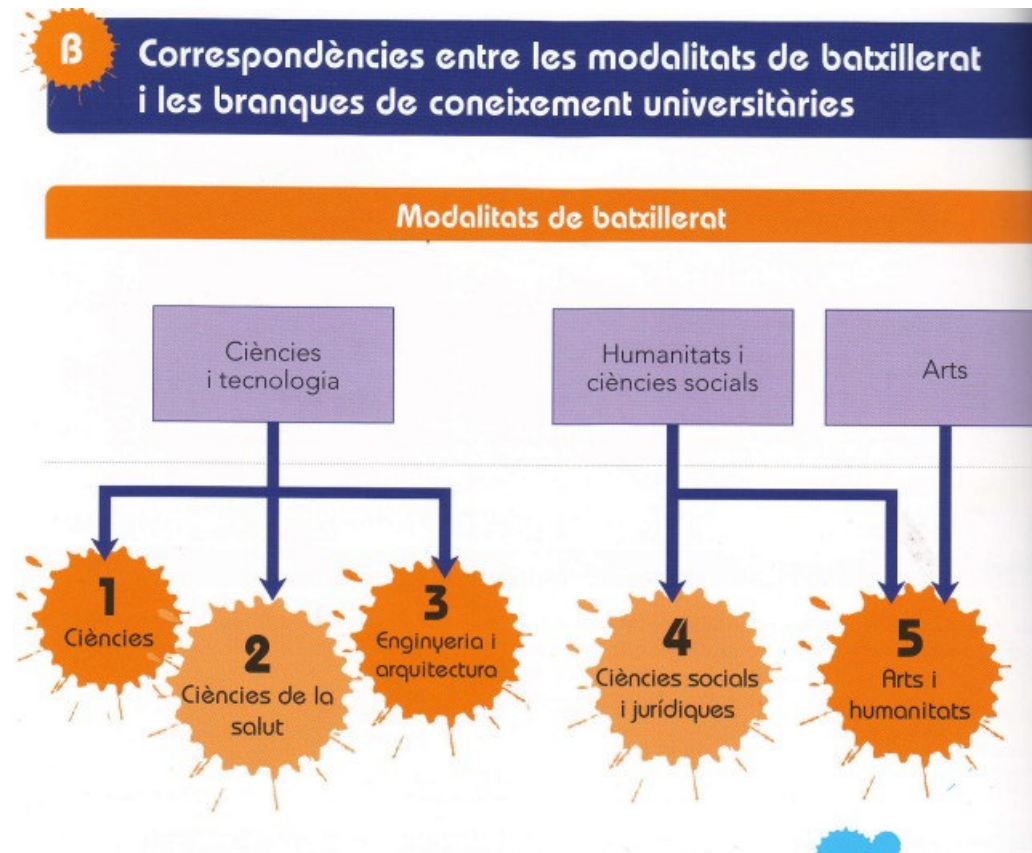 B
Correspondències entre les modalitats de batxillerat
i les branques de coneixement universitàries
Modalitats de batxillerat
Ciències
i tecnologia
Humanitats i
ciències socials
Arts
1
Ciències
2
Ciències de la
salut
3
Enginyeria i
arquitectura
4
Ciències socials
i jurídiques
5
Arts i
humanitats